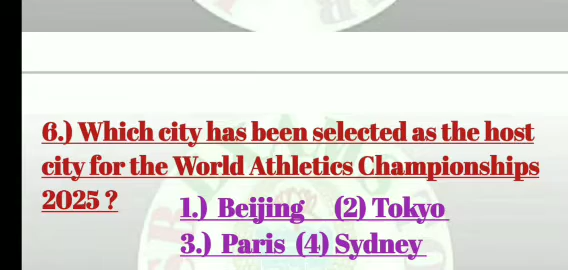 6.) Which city has been selected as the host
city for the World Athletics Championships
2025 ?
1.) Beijing (2) Tokyo
3.) Paris (4) Sydney